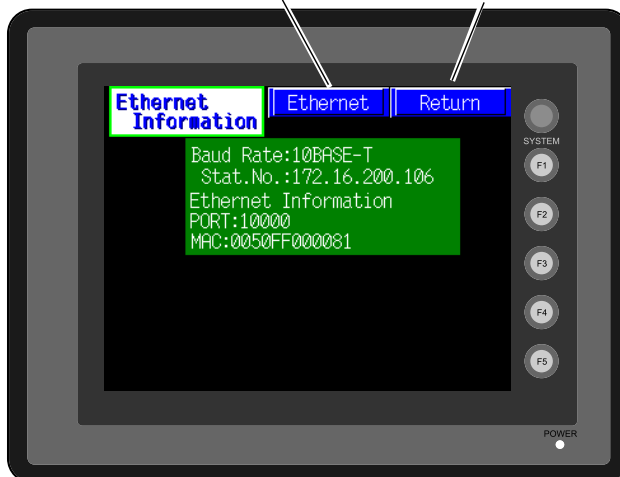 Ethernet
Information
Ethernet
Return
Baud Rate:10BASE-T
Stat.No.:172.16.200.106
Ethernet Information
PORT:10000
MAC:0050FF000081
SYSTEM
F1
F2
F3
F4
F5
POWER